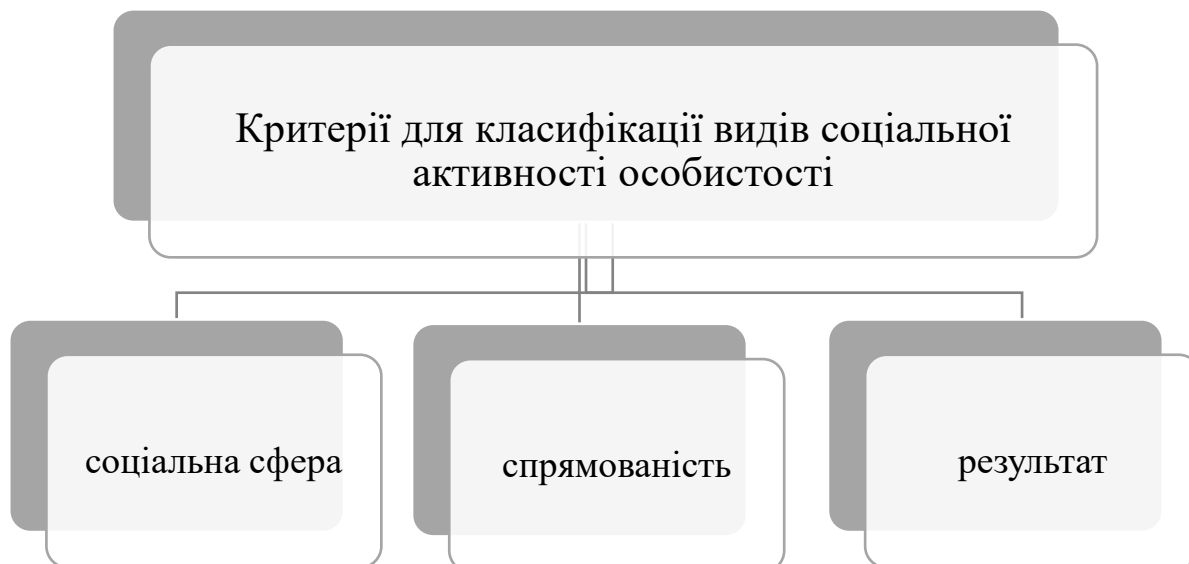 Критерії для класифікації видів соціальної
активності особистості
соціальна сфера
спрямованість
результат